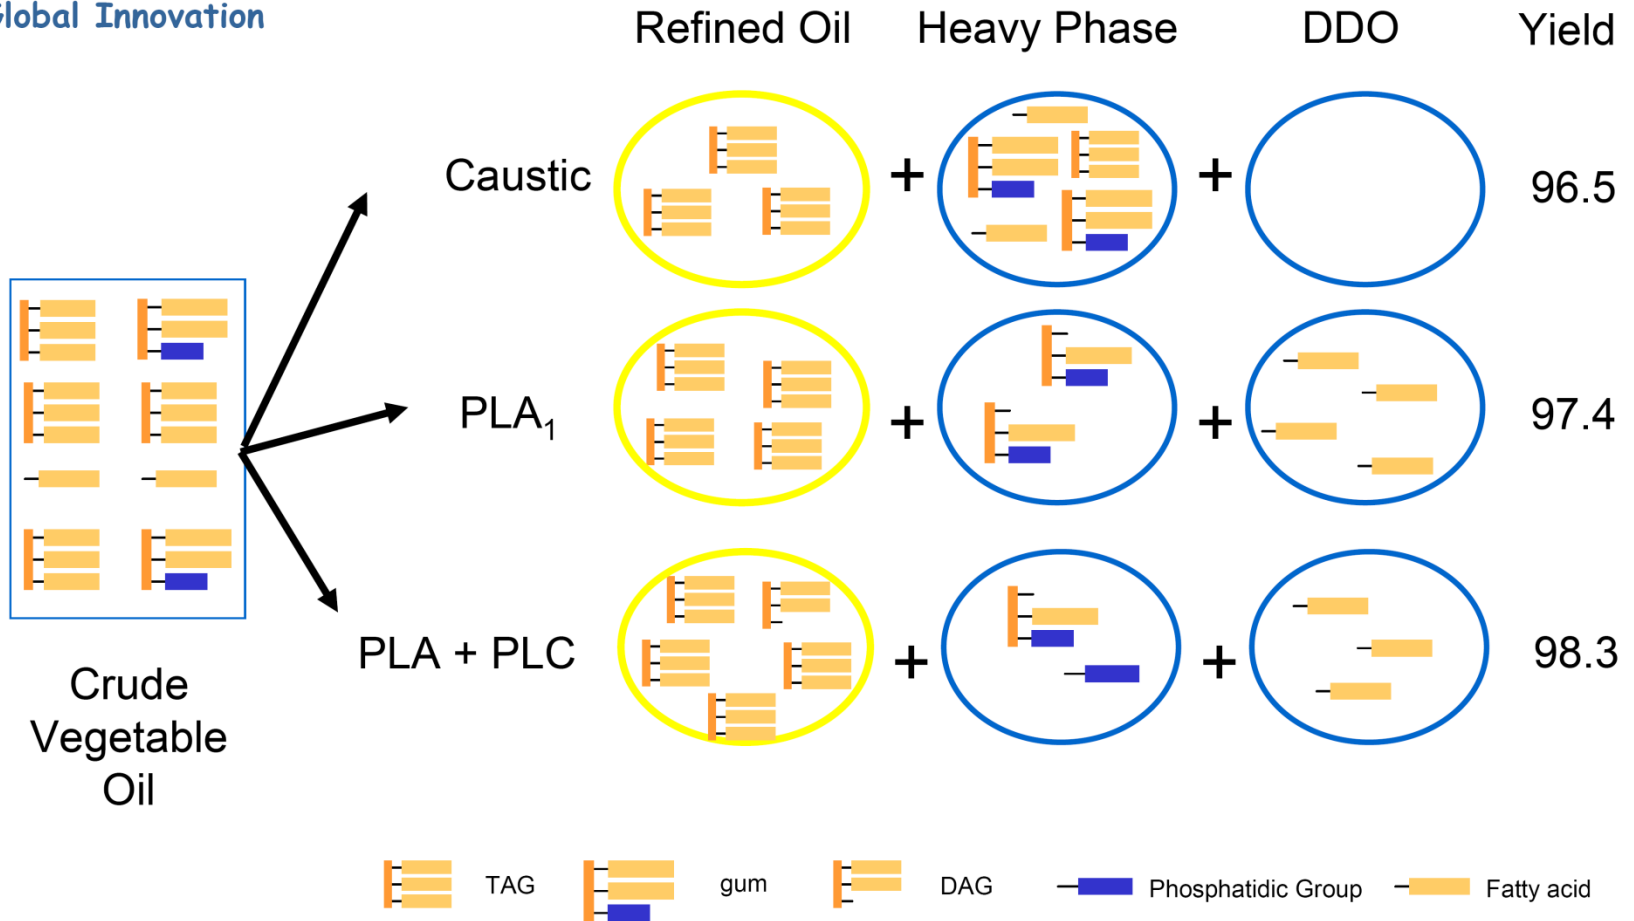 Global Innovation
Refined Oil Heavy Phase DDO Yield
Caustic + + 96.5
PLA₁ + + 97.4
PLA + PLC + + 98.3
Crude
Vegetable
Oil
TAG gum DAG Phosphatidic Group Fatty acid